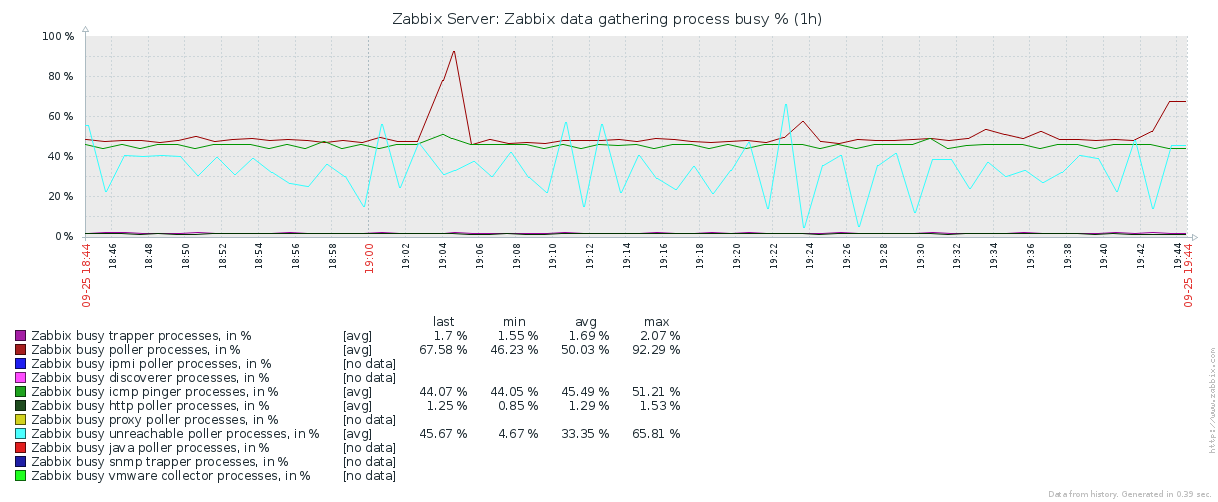 Zabbix Server: Zabbix data gathering process busy % (1h)
100 %
80 %
60 %
40 %
20 %
0 %
09-25 18:44
18:46
18:48
18:50
18:52
18:54
18:56
18:58
19:00
19:02
19:04
19:06
19:08
19:10
19:12
19:14
19:16
19:18
19:20
19:22
19:24
19:26
19:28
19:30
19:32
19:34
19:36
19:38
19:40
19:42
19:44
09-25 19:44
last min avg max
Zabbix busy trapper processes, in % [avg] 1.7 % 1.55 % 1.69 % 2.07 %
Zabbix busy poller processes, in % [avg] 67.58 % 46.23 % 50.03 % 92.29 %
Zabbix busy ipmi poller processes, in % [no data]
Zabbix busy discoverer processes, in % [no data]
Zabbix busy icmp pinger processes, in % [avg] 44.07 % 44.05 % 45.49 % 51.21 %
Zabbix busy http poller processes, in % [avg] 1.25 % 0.85 % 1.29 % 1.53 %
Zabbix busy proxy poller processes, in % [no data]
Zabbix busy unreachable poller processes, in % [avg] 45.67 % 4.67 % 33.35 % 65.81 %
Zabbix busy java poller processes, in % [no data]
Zabbix busy snmp trapper processes, in % [no data]
Zabbix busy vmware collector processes, in % [no data]
http://www.zabbix.com
Data from history. Generated in 0.39 sec.